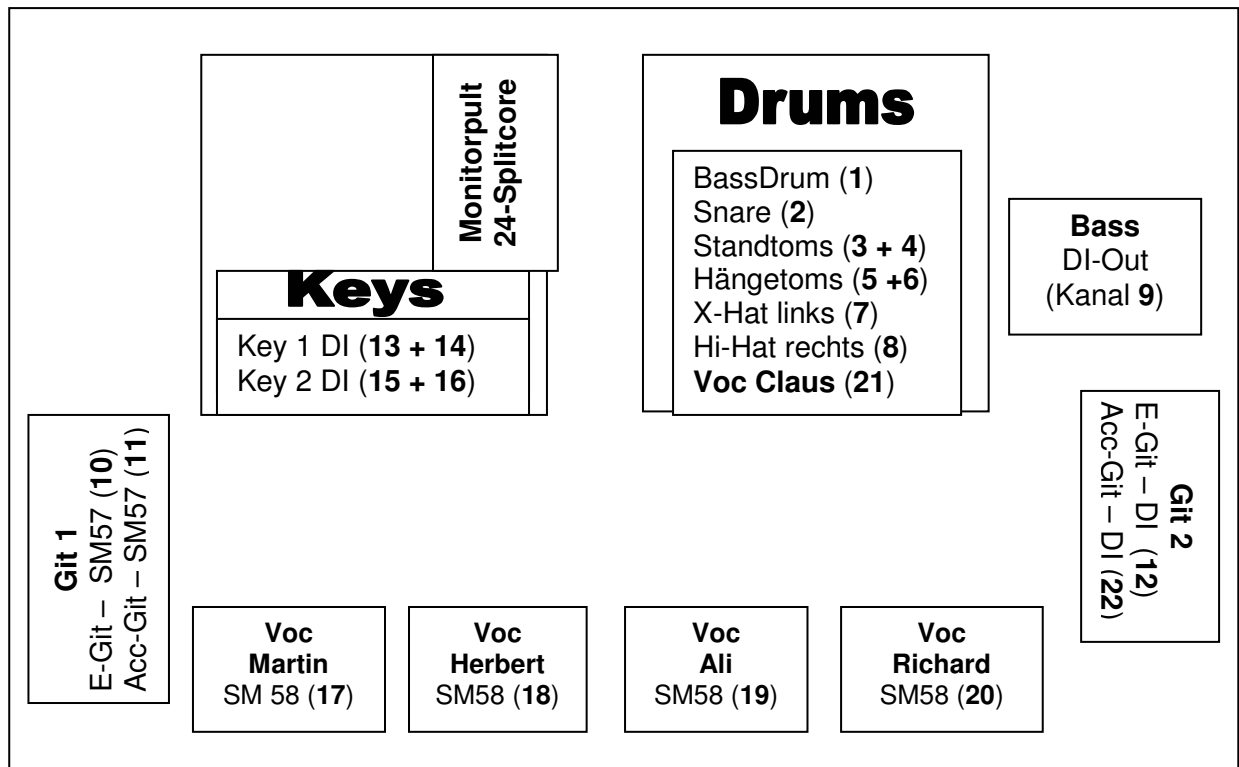 Monitorpult
24-Splitcore
Keys
Key 1 DI (13 + 14)
Key 2 DI (15 + 16)
Drums
BassDrum (1)
Snare (2)
Standtoms (3 + 4)
Hängetoms (5 +6)
X-Hat links (7)
Hi-Hat rechts (8)
Voc Claus (21)
Bass
DI-Out
(Kanal 9)
Git 1
E-Git – SM57 (10)
Acc-Git – SM57 (11)
Git 2
E-Git – DI (12)
Acc-Git – DI (22)
Voc
Martin
SM 58 (17)
Voc
Herbert
SM58 (18)
Voc
Ali
SM58 (19)
Voc
Richard
SM58 (20)